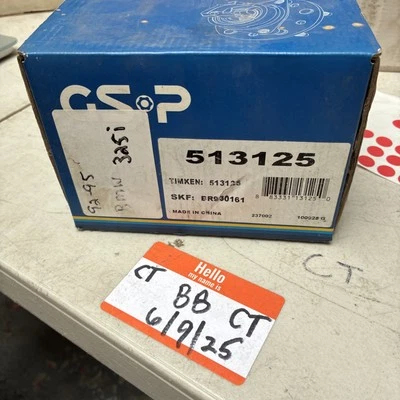 GSP
513125
TIMKEN: 513125
SKF: BR930161
MADE IN CHINA
92-95
BMW 325i
Hello
my name is
CT BB CT
6/9/25
CT